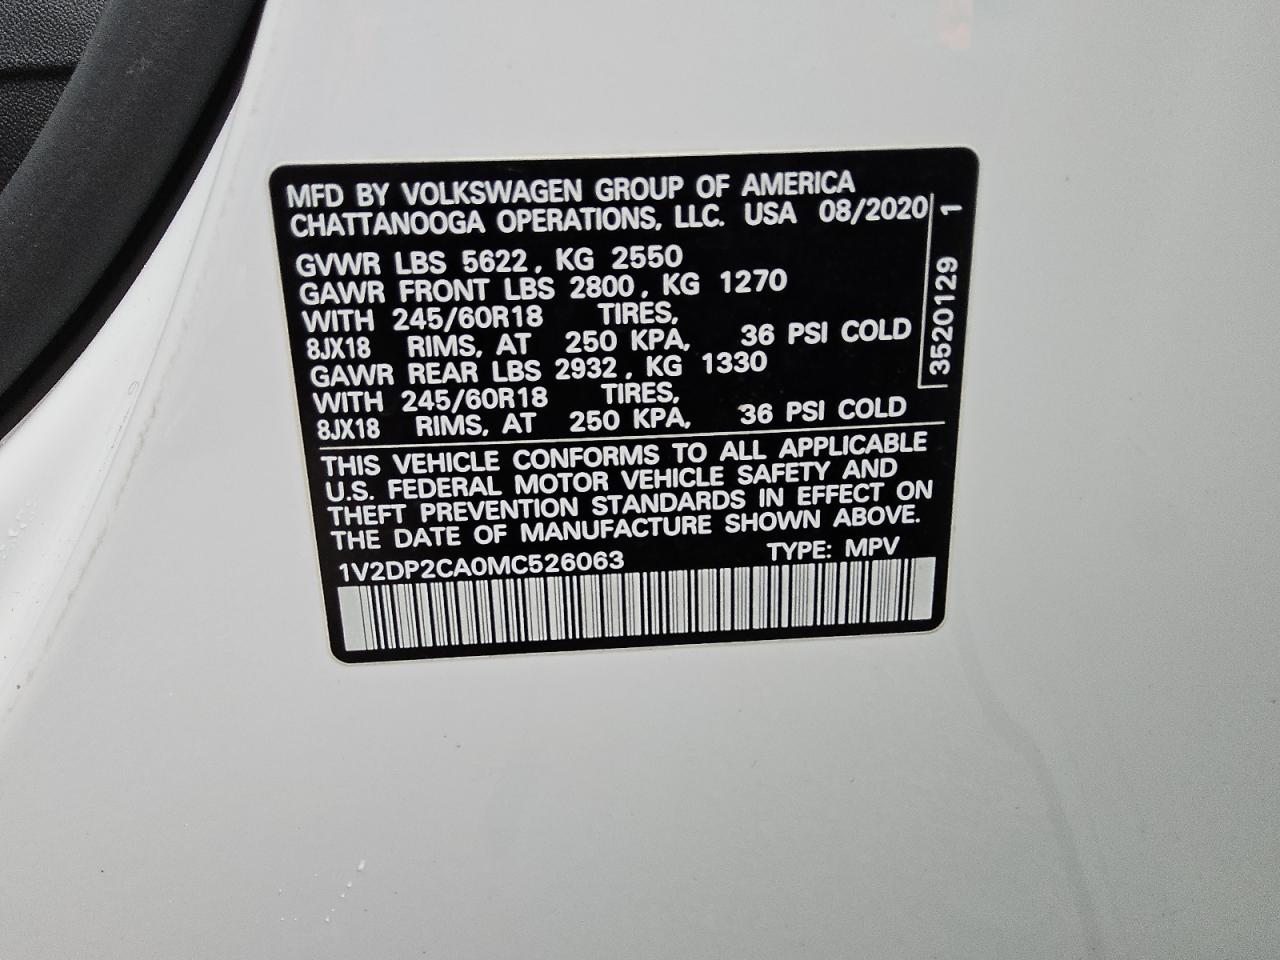 MFD BY VOLKSWAGEN GROUP OF AMERICA
CHATTANOOGA OPERATIONS, LLC. USA 08/2020
GVWR LBS 5622, KG 2550
GAWR FRONT LBS 2800, KG 1270
WITH 245/60R18 TIRES,
8JX18 RIMS, AT 250 KPA, 36 PSI COLD
GAWR REAR LBS 2932, KG 1330
WITH 245/60R18 TIRES,
8JX18 RIMS, AT 250 KPA, 36 PSI COLD
3520129 1
THIS VEHICLE CONFORMS TO ALL APPLICABLE
U.S. FEDERAL MOTOR VEHICLE SAFETY AND
THEFT PREVENTION STANDARDS IN EFFECT ON
THE DATE OF MANUFACTURE SHOWN ABOVE.
1V2DP2CA0MC526063 TYPE: MPV